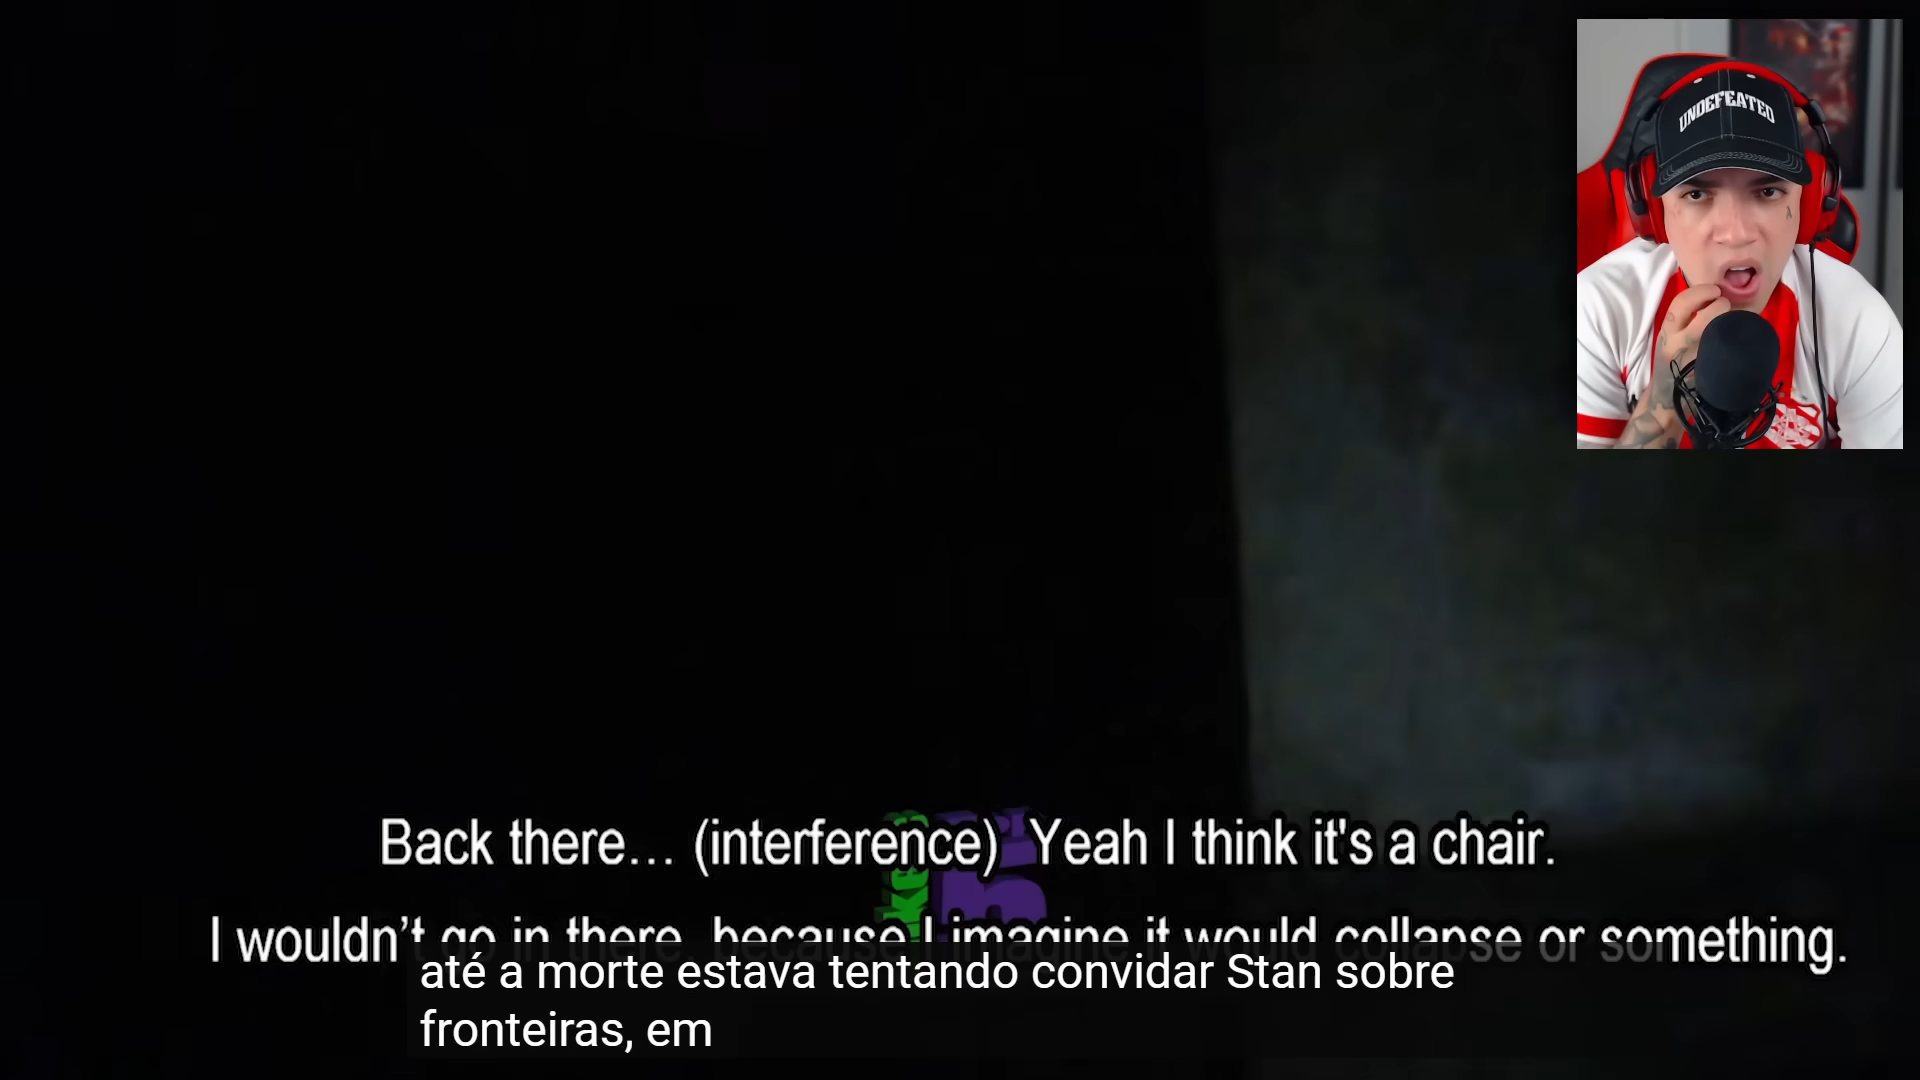 UNDEFEATED
Back there… (interference) Yeah I think it's a chair.
I wouldn’t go in there, because I imagine it would collapse or something.
até a morte estava tentando convidar Stan sobre
fronteiras, em